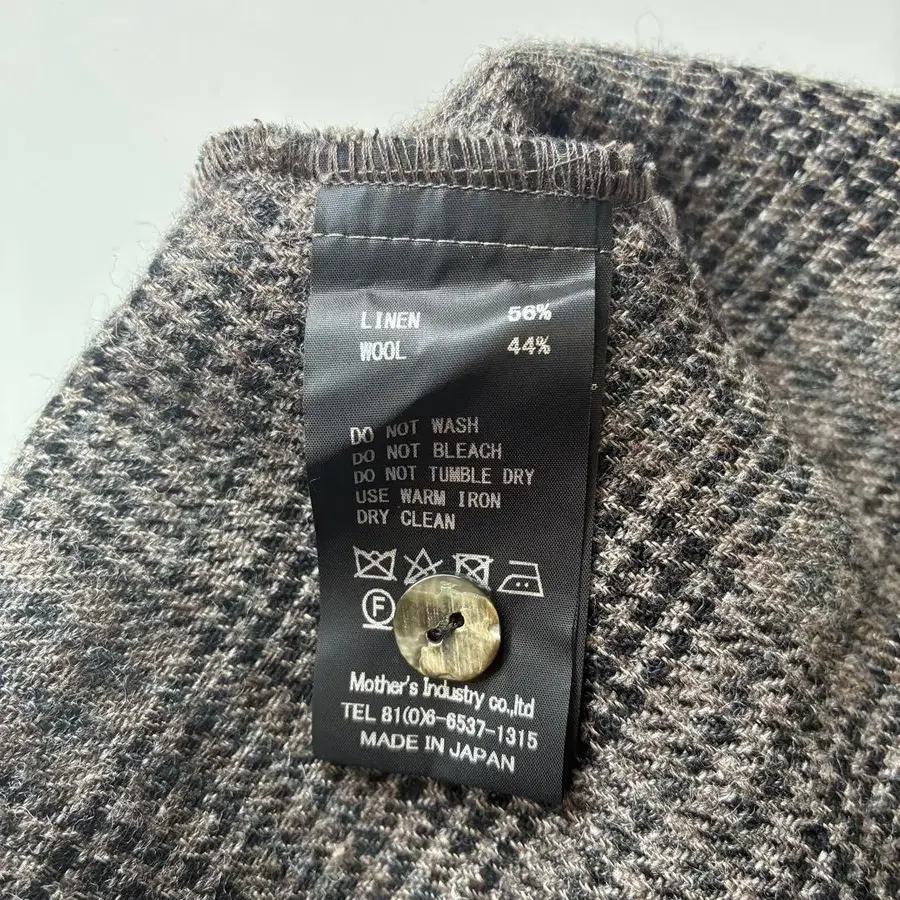 LINEN 56%
WOOL 44%
DO NOT WASH
DO NOT BLEACH
DO NOT TUMBLE DRY
USE WARM IRON
DRY CLEAN
F
Mother's Industry co.,ltd
TEL 81(0)6-6537-1315
MADE IN JAPAN